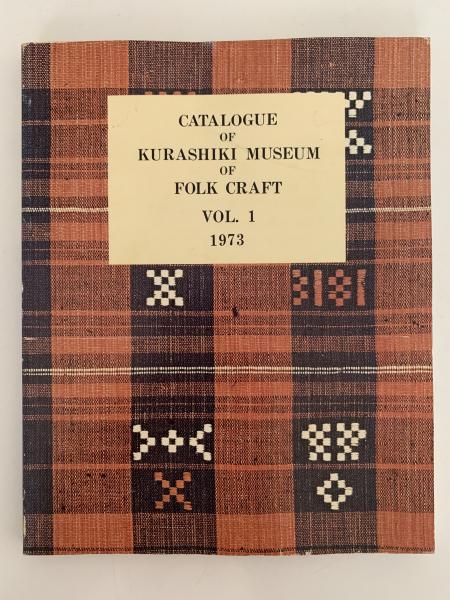 CATALOGUE
OF
KURASHIKI MUSEUM
OF
FOLK CRAFT
VOL. 1
1973